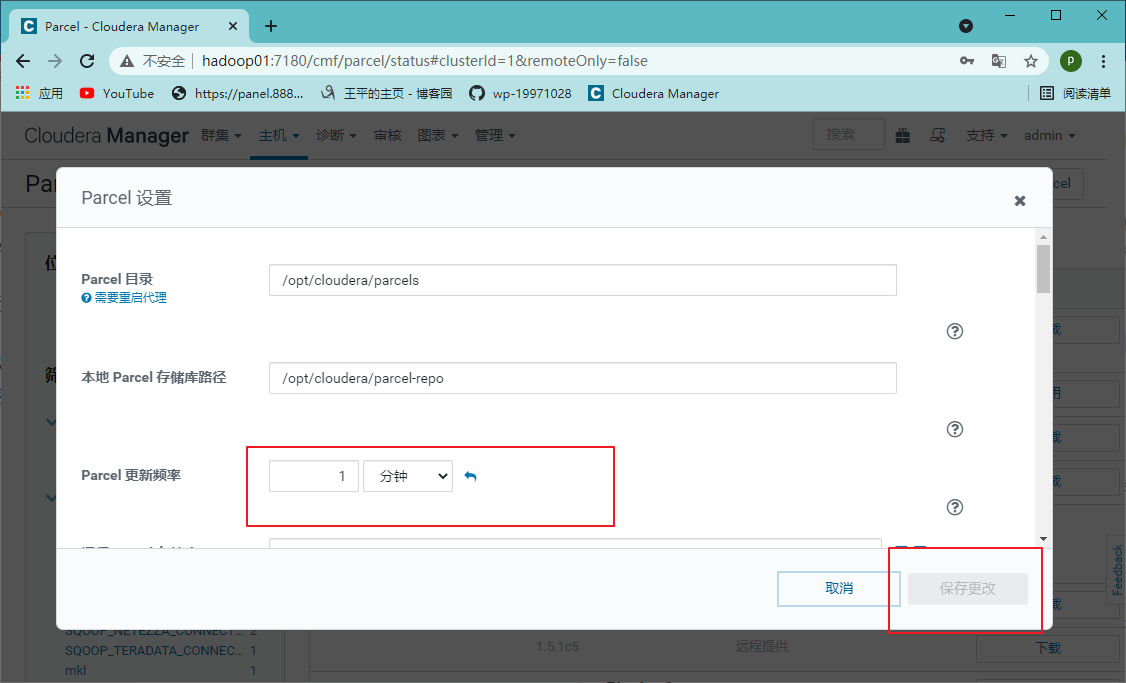 Parcel - Cloudera Manager
不安全 hadoop01:7180/cmf/parcel/status#clusterId=1&remoteOnly=false
P
应用 YouTube https://panel.888... 王平的主页 - 博客园 wp-19971028 Cloudera Manager 阅读清单
Cloudera Manager 群集 主机 诊断 审核 图表 管理 搜索 支持 admin
Parcel 设置
Parcel 目录
/opt/cloudera/parcels
需要重启代理
本地 Parcel 存储库路径
/opt/cloudera/parcel-repo
Parcel 更新频率
1 分钟
Feedback
取消 保存更改
SQOOP_NETEZZA_CONNECT... 2
SQOOP_TERADATA_CONNEC... 1
1.5.1c5 远程提供 下载
mkl 1